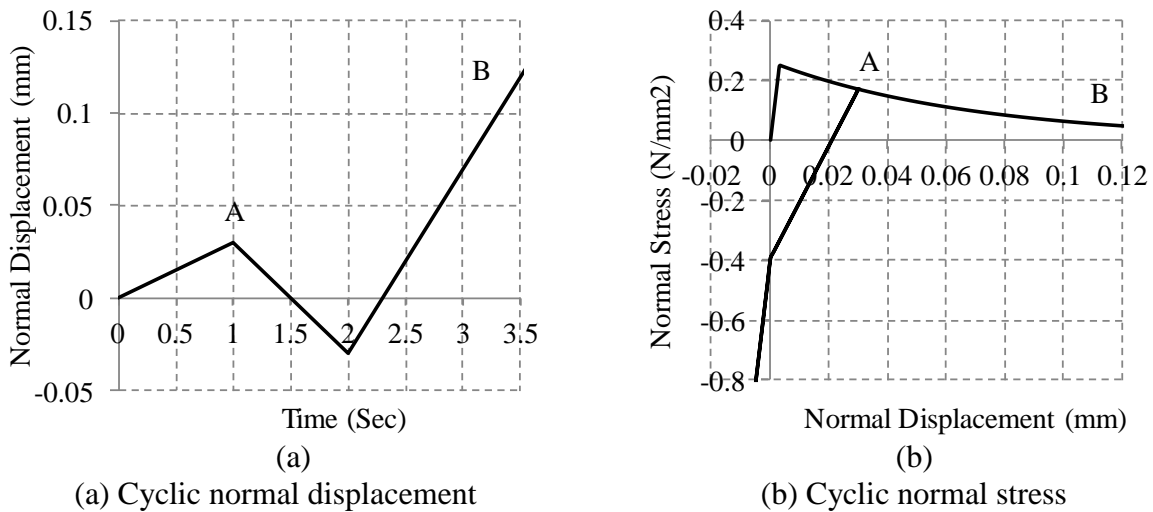 Normal Displacement (mm)
0.15
0.1
0.05
0
-0.05
A
B
0 0.5 1 1.5 2 2.5 3 3.5
Time (Sec)
(a)
(a) Cyclic normal displacement
Normal Stress (N/mm2)
0.4
0.2
0
-0.2
-0.4
-0.6
-0.8
A
B
-0.02 0 0.02 0.04 0.06 0.08 0.1 0.12
Normal Displacement (mm)
(b)
(b) Cyclic normal stress